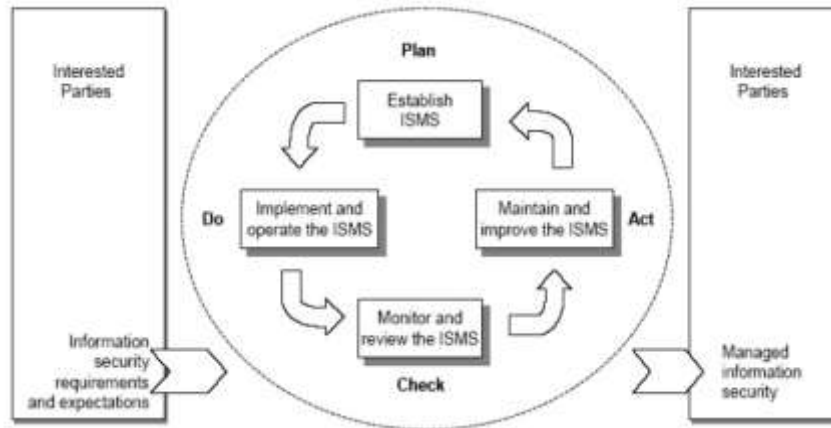 Interested
Parties
Information
security
requirements
and expectations
Plan
Establish
ISMS
Do
Implement and
operate the ISMS
Maintain and
improve the ISMS
Act
Monitor and
review the ISMS
Check
Interested
Parties
Managed
information
security